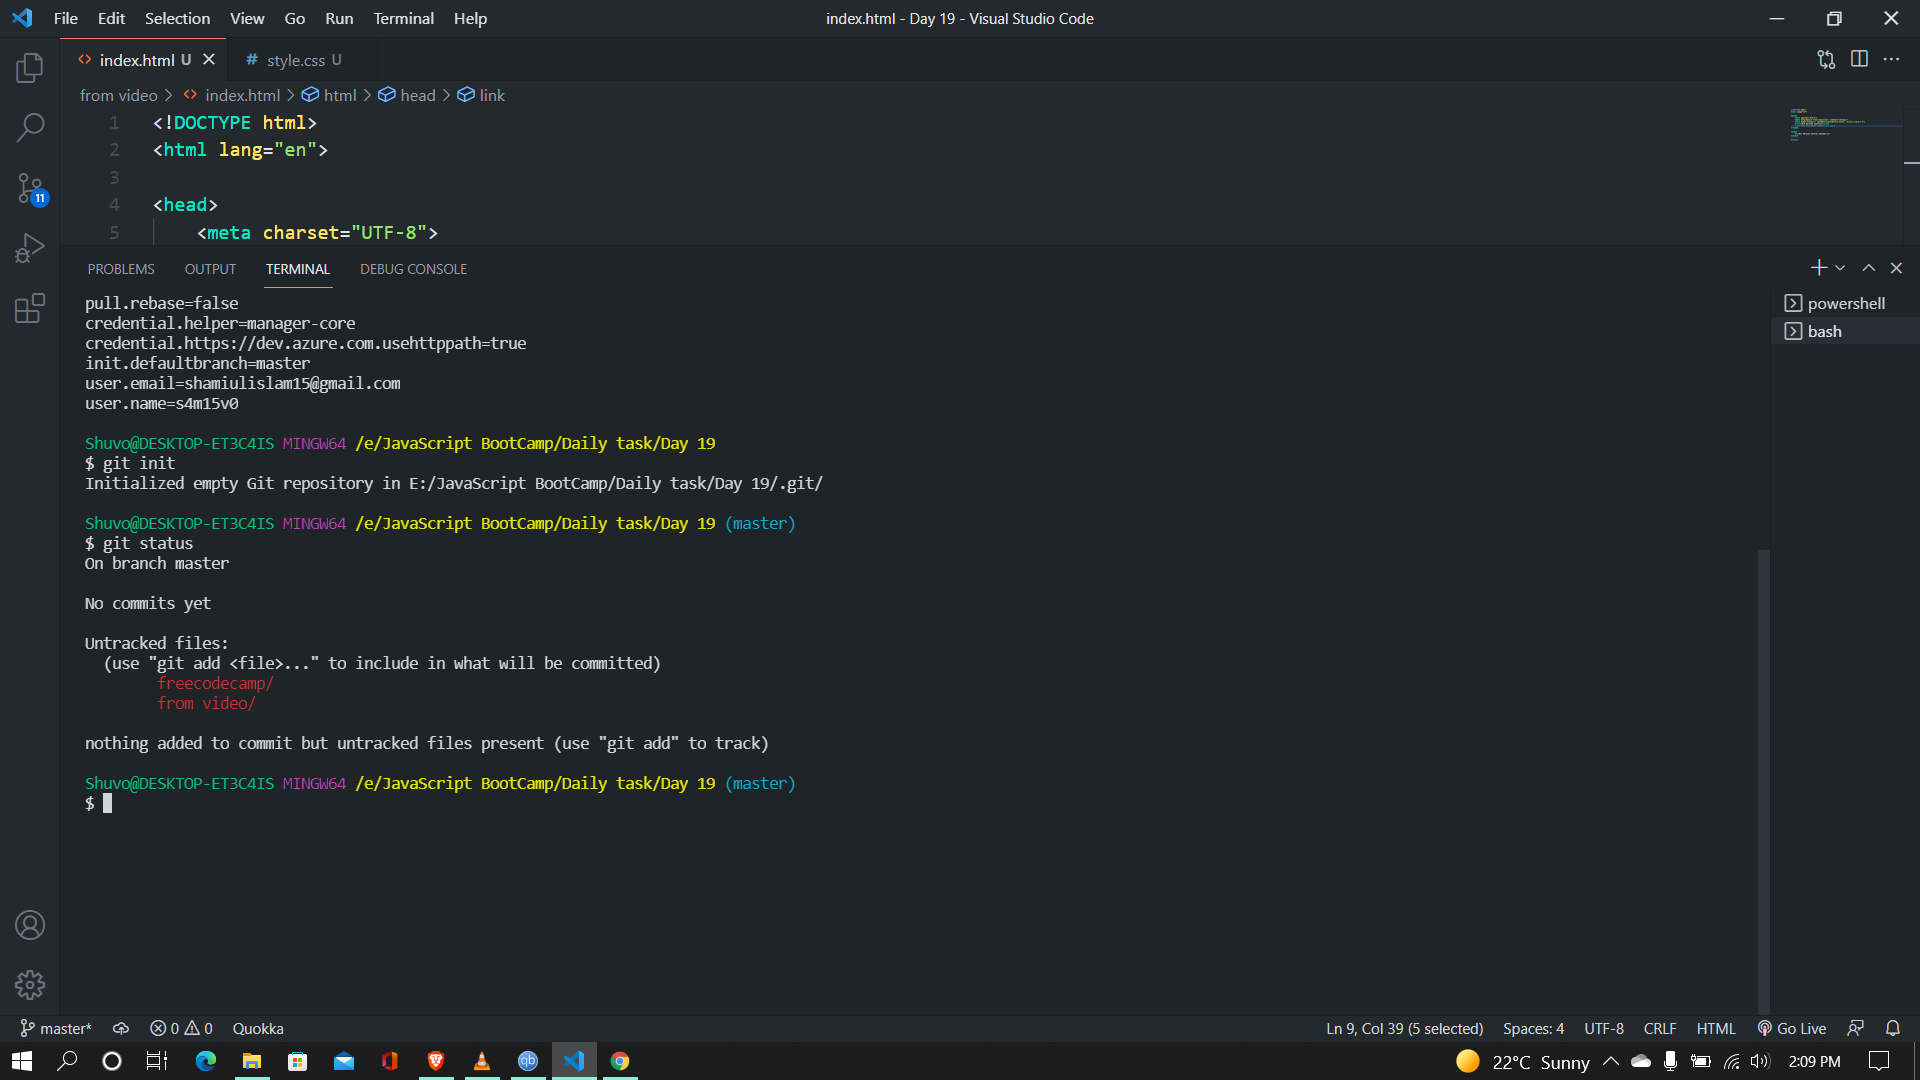 File Edit Selection View Go Run Terminal Help
index.html - Day 19 - Visual Studio Code
index.html U
# style.css U
from video > index.html > html > head > link
1 <!DOCTYPE html>
2 <html lang="en">
3
4 <head>
5 <meta charset="UTF-8">
11
PROBLEMS OUTPUT TERMINAL DEBUG CONSOLE
powershell
bash
pull.rebase=false
credential.helper=manager-core
credential.https://dev.azure.com.usehttppath=true
init.defaultbranch=master
user.email=shamiulislam15@gmail.com
user.name=s4m15v0
Shuvo@DESKTOP-ET3C4IS MINGW64 /e/JavaScript BootCamp/Daily task/Day 19
$ git init
Initialized empty Git repository in E:/JavaScript BootCamp/Daily task/Day 19/.git/
Shuvo@DESKTOP-ET3C4IS MINGW64 /e/JavaScript BootCamp/Daily task/Day 19 (master)
$ git status
On branch master
No commits yet
Untracked files:
(use "git add <file>..." to include in what will be committed)
freecodecamp/
from video/
nothing added to commit but untracked files present (use "git add" to track)
Shuvo@DESKTOP-ET3C4IS MINGW64 /e/JavaScript BootCamp/Daily task/Day 19 (master)
$
master* 0 0 Quokka
Ln 9, Col 39 (5 selected) Spaces: 4 UTF-8 CRLF HTML Go Live
qb
22°C Sunny 2:09 PM